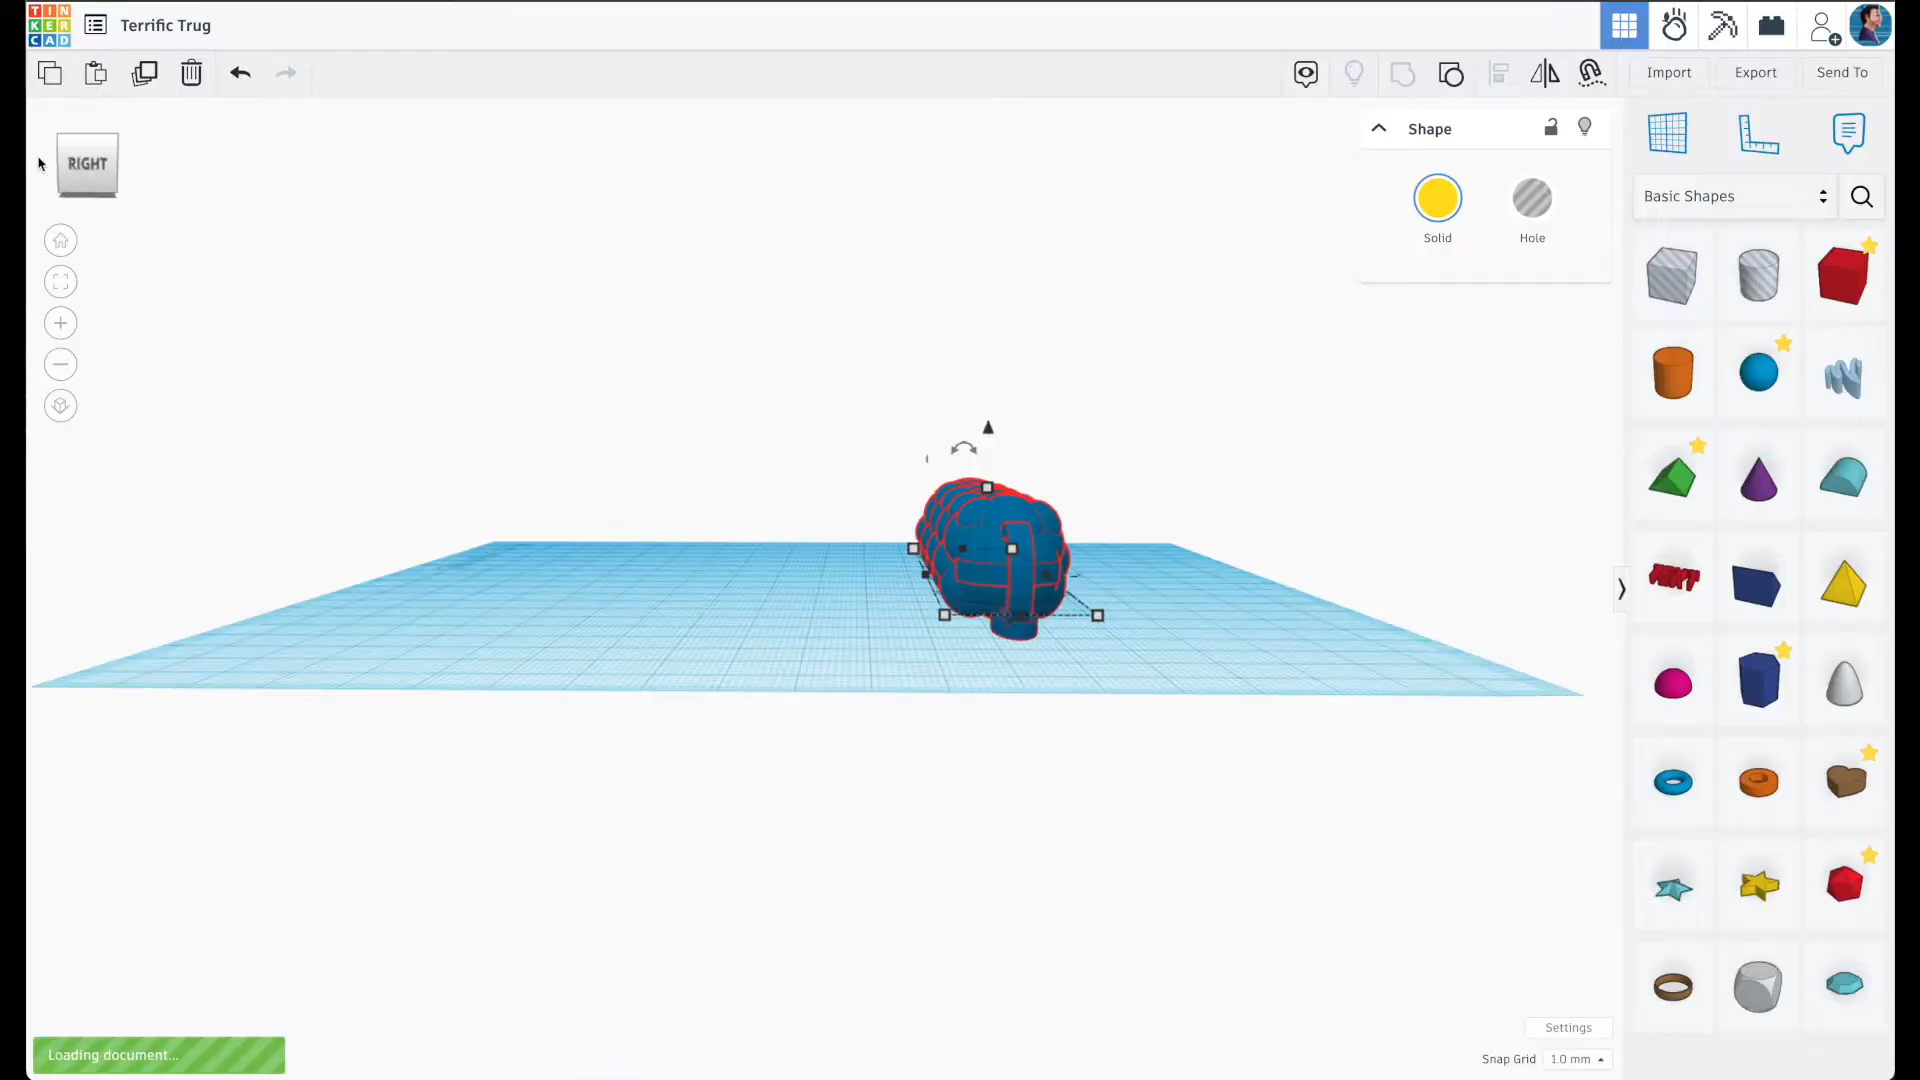 TIN
KER
CAD
Terrific Trug
Import
Export
Send To
RIGHT
Shape
Solid
Hole
Basic Shapes
TEXT
Settings
Snap Grid
1.0 mm
Loading document...